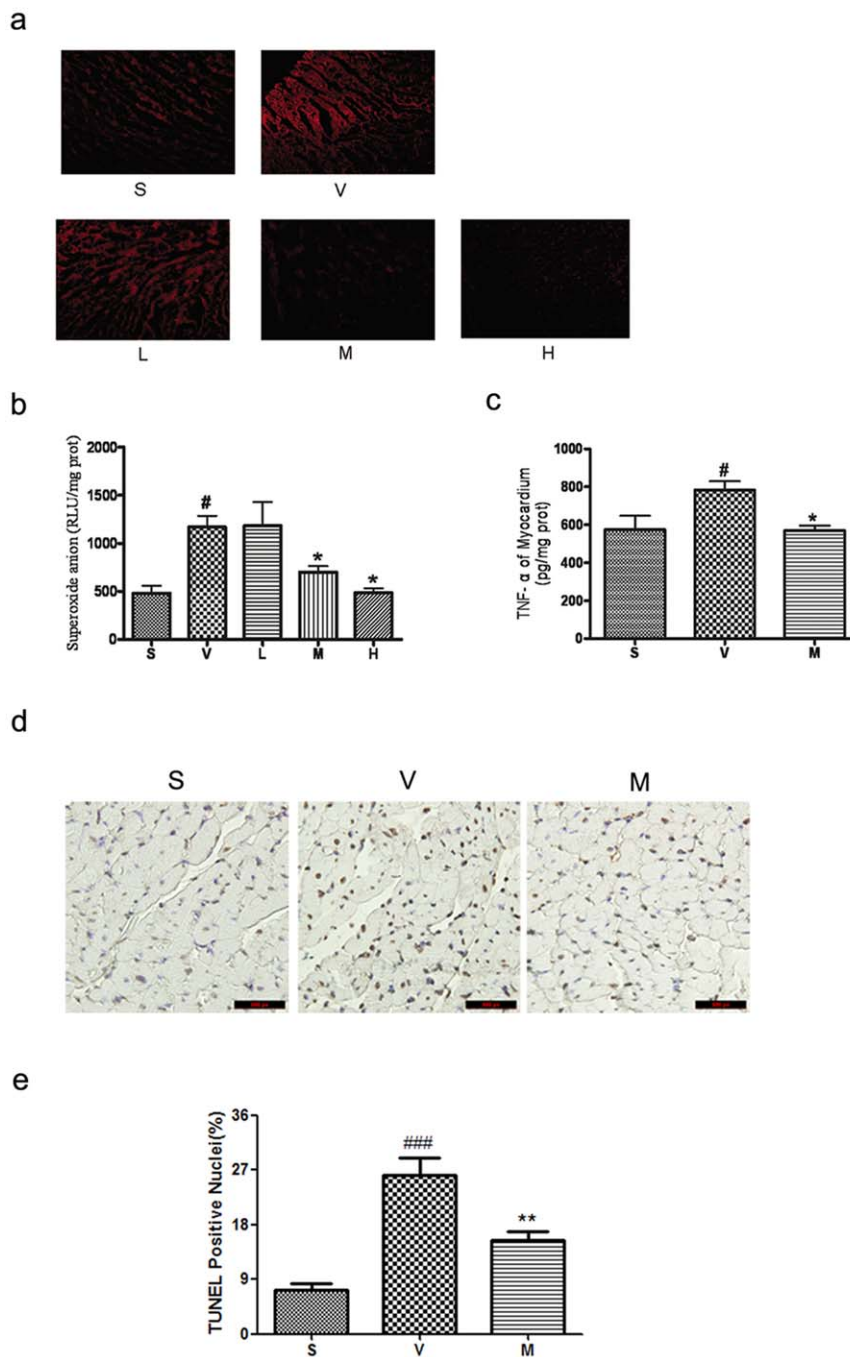 a
S V
L M H
b
Superoxide anion (RLU/mg prot)
2000
1500
1000
500
0
#
*
*
S V L M H
c
TNF- α of Myocardium
(pg/mg prot)
1000
800
600
400
200
0
#
*
S V M
d
S V M
e
TUNEL Positive Nuclei(%)
36
27
18
9
0
###
**
S V M